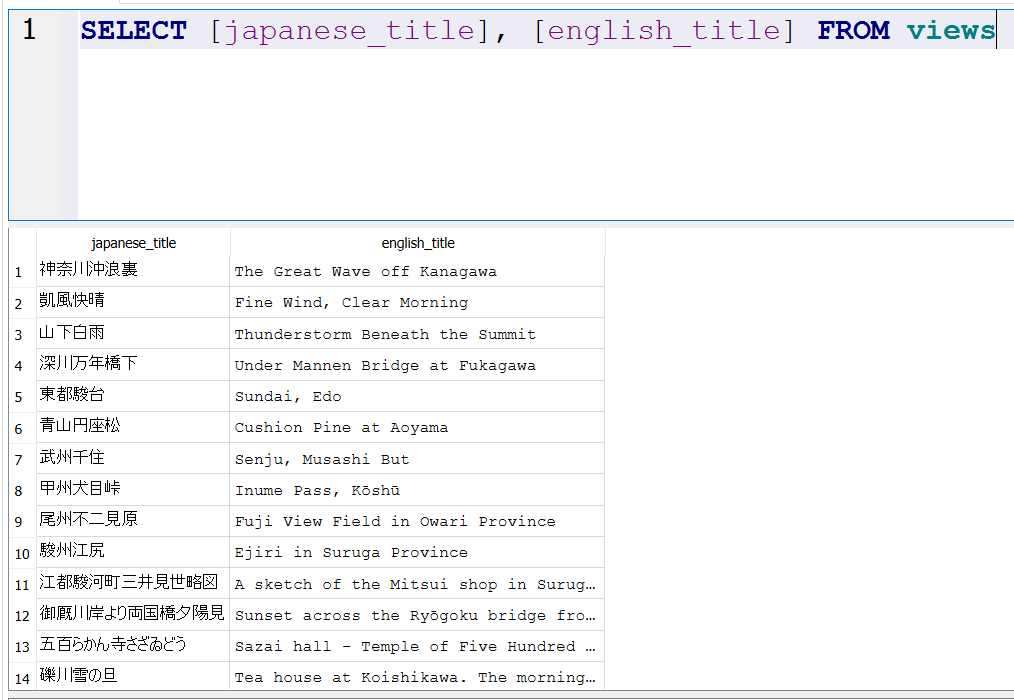 1 SELECT [japanese_title], [english_title] FROM views
japanese_title english_title
1 神奈川沖浪裏 The Great Wave off Kanagawa
2 凱風快晴 Fine Wind, Clear Morning
3 山下白雨 Thunderstorm Beneath the Summit
4 深川万年橋下 Under Mannen Bridge at Fukagawa
5 東都駿台 Sundai, Edo
6 青山円座松 Cushion Pine at Aoyama
7 武州千住 Senju, Musashi But
8 甲州犬目峠 Inume Pass, Kōshū
9 尾州不二見原 Fuji View Field in Owari Province
10 駿州江尻 Ejiri in Suruga Province
11 江都駿河町三井見世略図 A sketch of the Mitsui shop in Surug…
12 御厩川岸より両国橋夕陽見 Sunset across the Ryōgoku bridge fro…
13 五百らかん寺さざゐどう Sazai hall - Temple of Five Hundred …
14 礫川雪の旦 Tea house at Koishikawa. The morning…